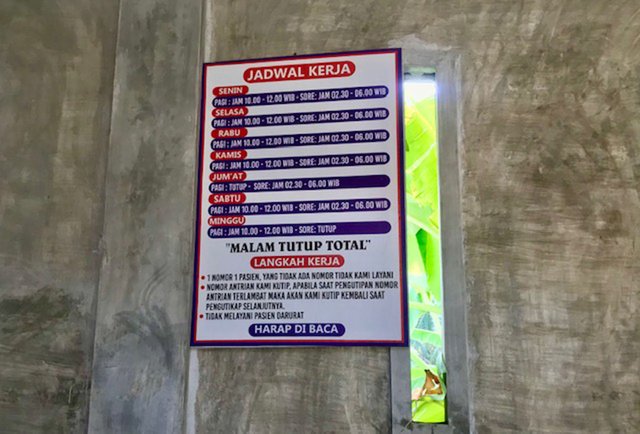 JADWAL KERJA
SENIN
PAGI : JAM 10.00 - 12.00 WIB - SORE: JAM 02.30 - 06.00 WIB
SELASA
PAGI : JAM 10.00 - 12.00 WIB - SORE: JAM 02.30 - 06.00 WIB
RABU
PAGI : JAM 10.00 - 12.00 WIB - SORE: JAM 02.30 - 06.00 WIB
KAMIS
PAGI : JAM 10.00 - 12.00 WIB - SORE: JAM 02.30 - 06.00 WIB
JUM'AT
PAGI : TUTUP - SORE: JAM 02.30 - 06.00 WIB
SABTU
PAGI : JAM 10.00 - 12.00 WIB - SORE: JAM 02.30 - 06.00 WIB
MINGGU
PAGI : JAM 10.00 - 12.00 WIB - SORE: TUTUP
"MALAM TUTUP TOTAL"
LANGKAH KERJA
• 1 NOMOR 1 PASIEN, YANG TIDAK ADA NOMOR TIDAK KAMI LAYANI
• NOMOR ANTRIAN KAMI KUTIP, APABILA SAAT PENGUTIPAN NOMOR
ANTRIAN TERLAMBAT MAKA AKAN KAMI KUTIP KEMBALI SAAT
PENGUTIKAP SELANJUTNYA.
• TIDAK MELAYANI PASIEN DARURAT
HARAP DI BACA